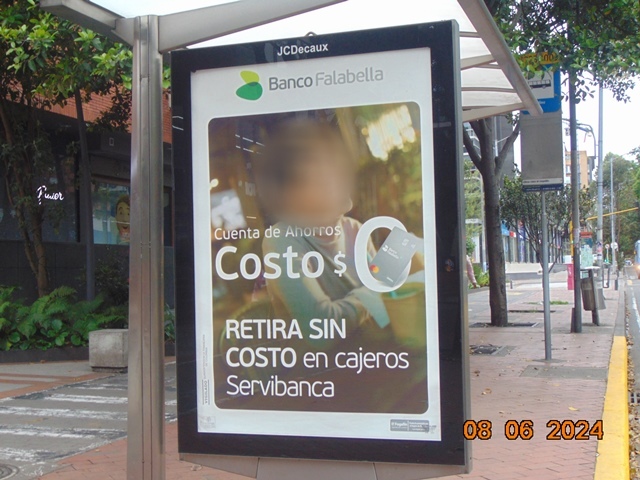 JCDecaux
Banco Falabella
Cuenta de Ahorros
Costo $0
RETIRA SIN
COSTO en cajeros
Servibanca
08 06 2024